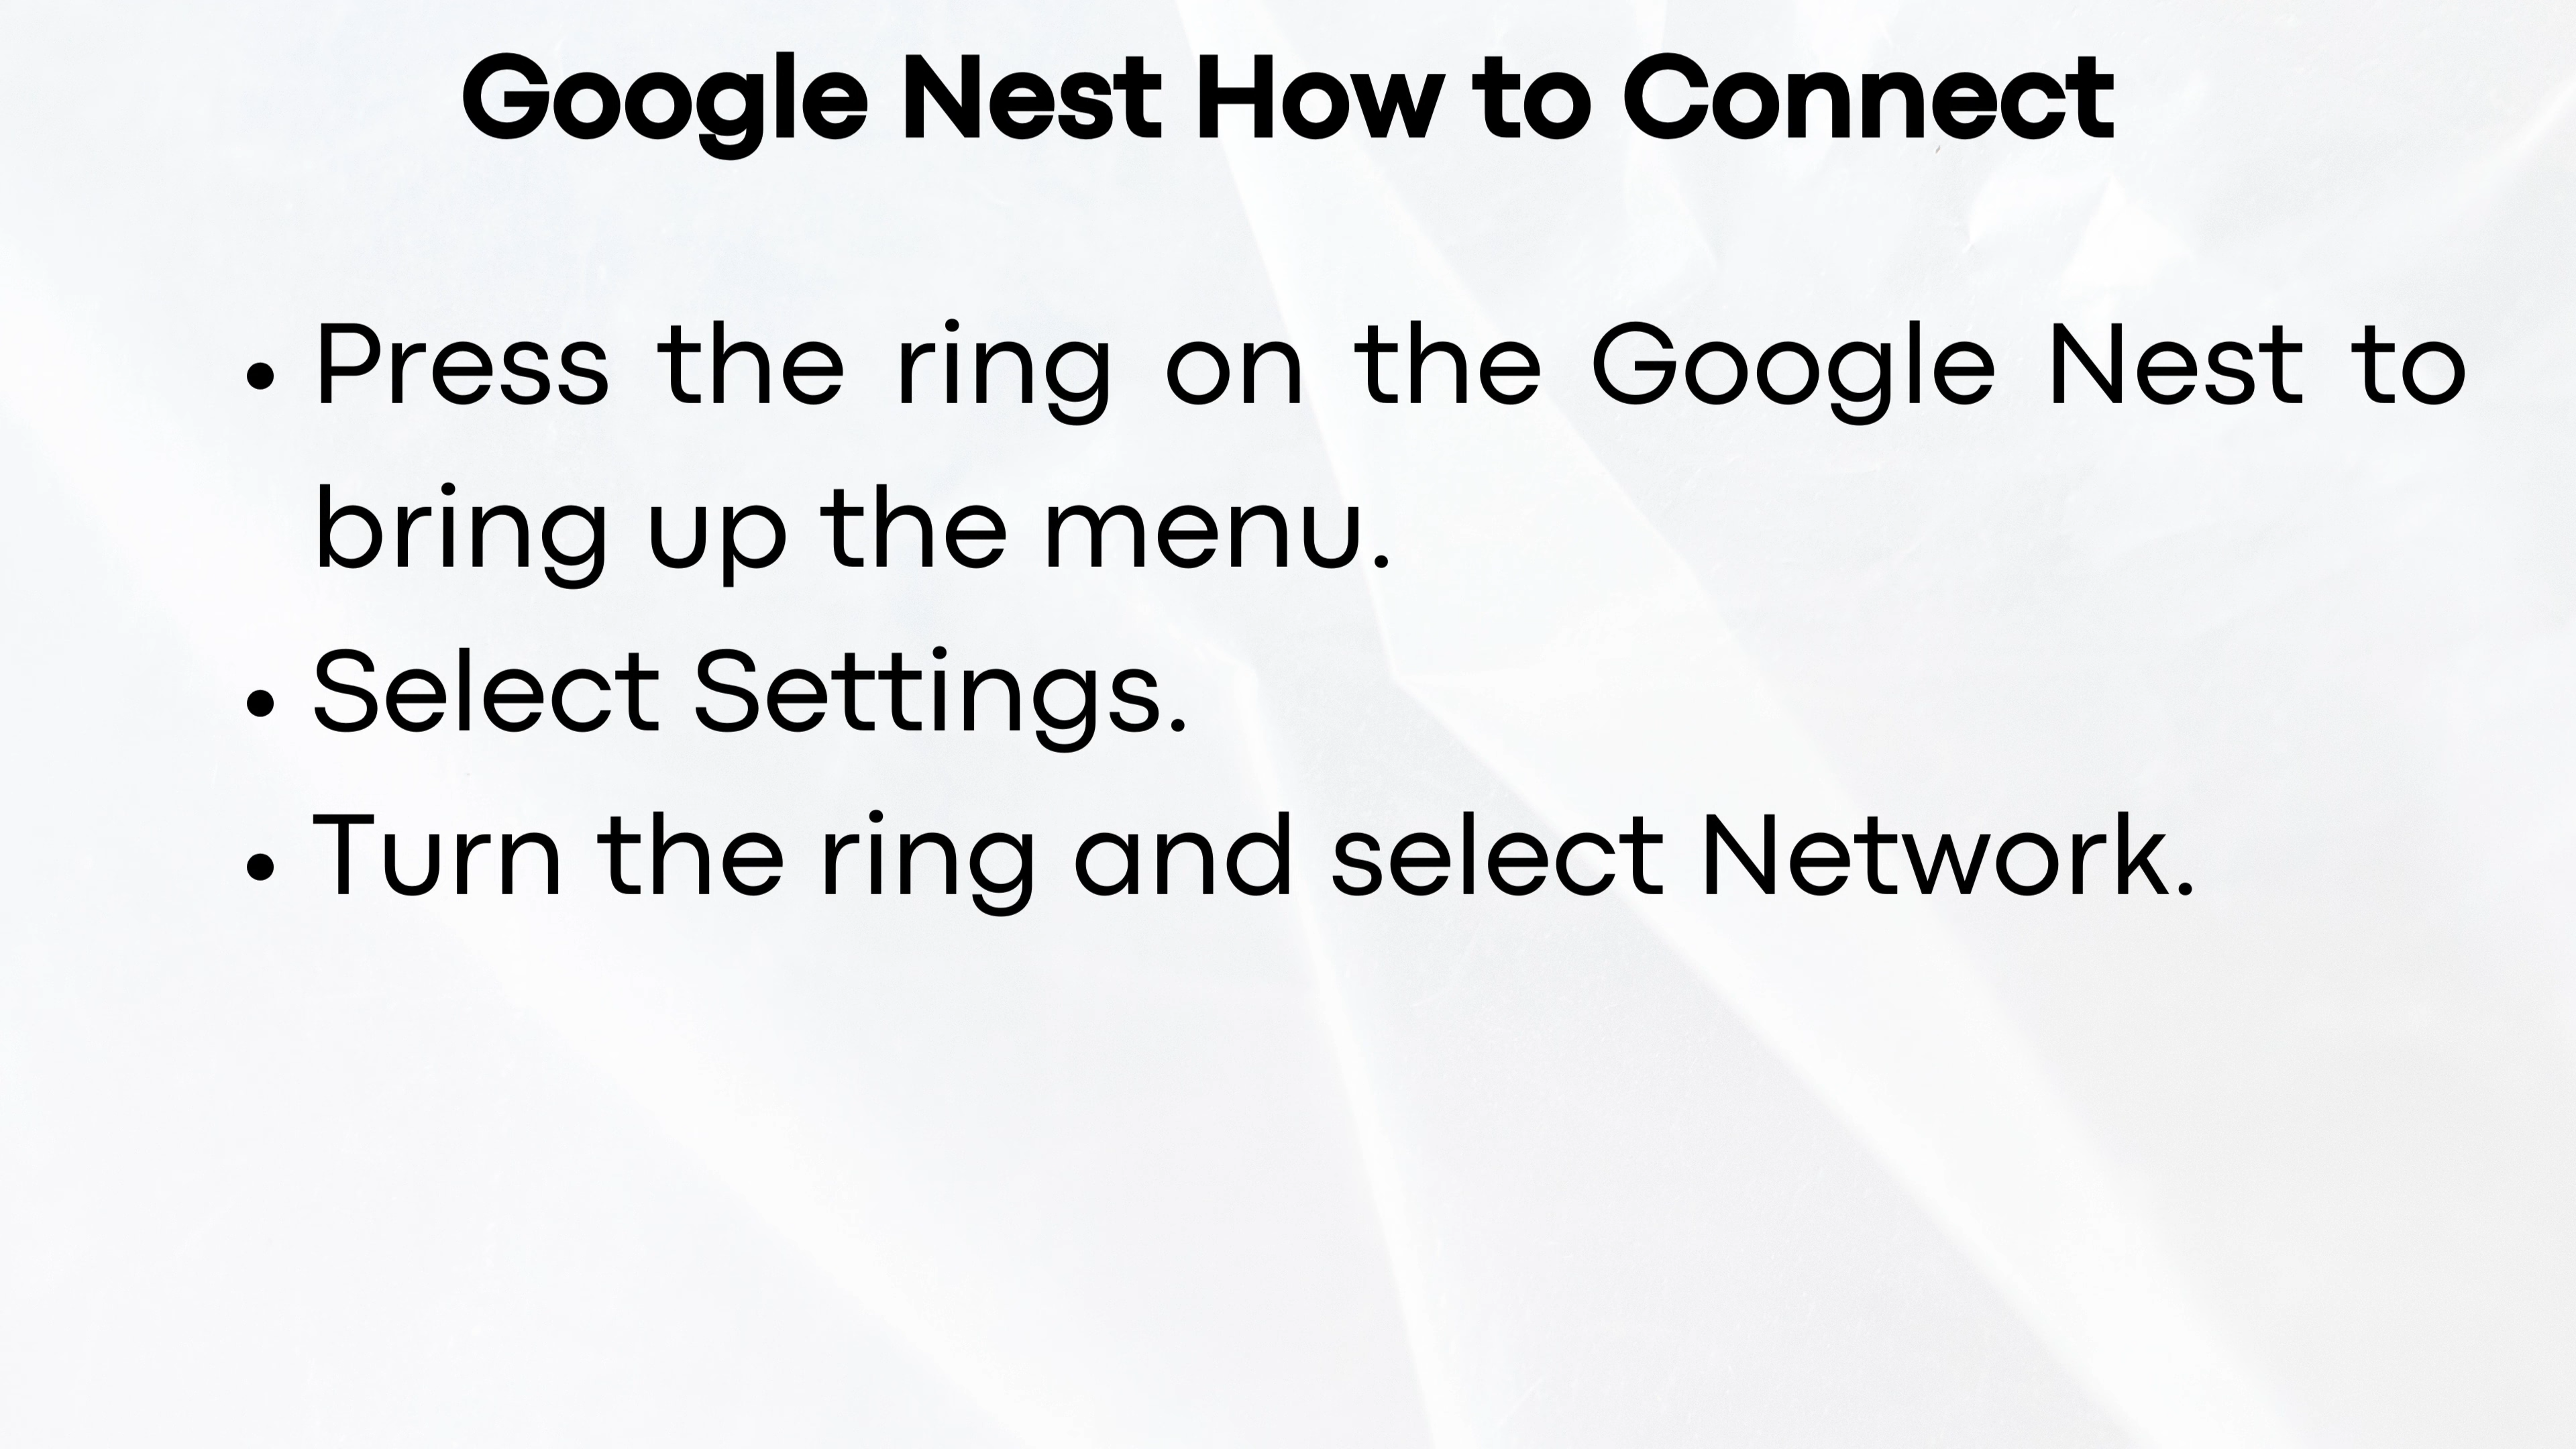 Google Nest How to Connect
• Press the ring on the Google Nest to
bring up the menu.
• Select Settings.
• Turn the ring and select Network.